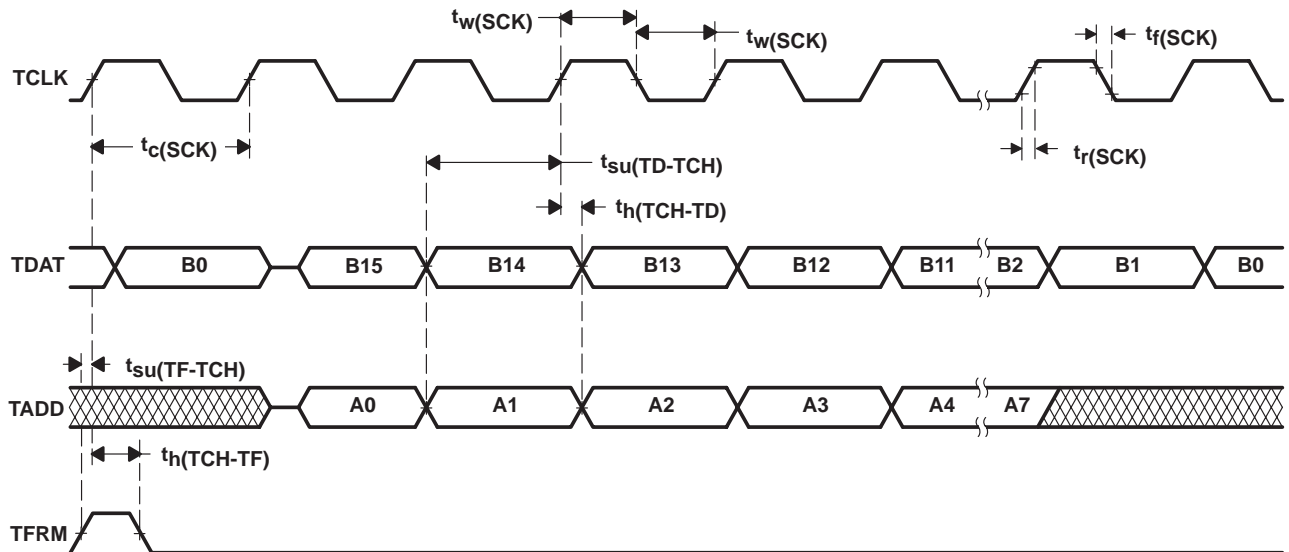 tw(SCK)
tw(SCK)
tf(SCK)
TCLK
tc(SCK)
tsu(TD-TCH)
tr(SCK)
th(TCH-TD)
TDAT B0 B15 B14 B13 B12 B11 B2 B1 B0
tsu(TF-TCH)
TADD A0 A1 A2 A3 A4 A7
th(TCH-TF)
TFRM